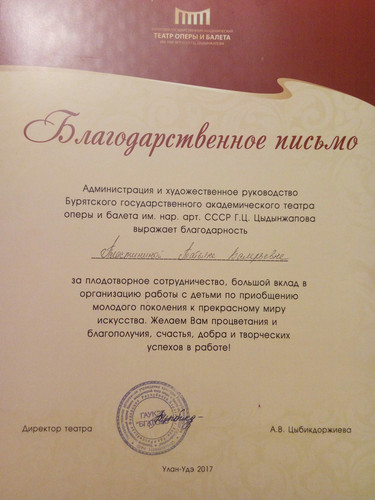 ТЕАТР ОПЕРЫ И БАЛЕТА
Благодарственное письмо
Администрация и художественное руководство
Бурятского государственного академического театра
оперы и балета им. нар. арт. СССР Г.Ц. Цыдынжапова
выражает благодарность
Валерьевне
за плодотворное сотрудничество, большой вклад в
организацию работы с детьми по приобщению
молодого поколения к прекрасному миру
искусства. Желаем Вам процветания и
благополучия, счастья, добра и творческих
успехов в работе!
Директор театра
А.В. Цыбикдоржиева
Улан-Удэ 2017